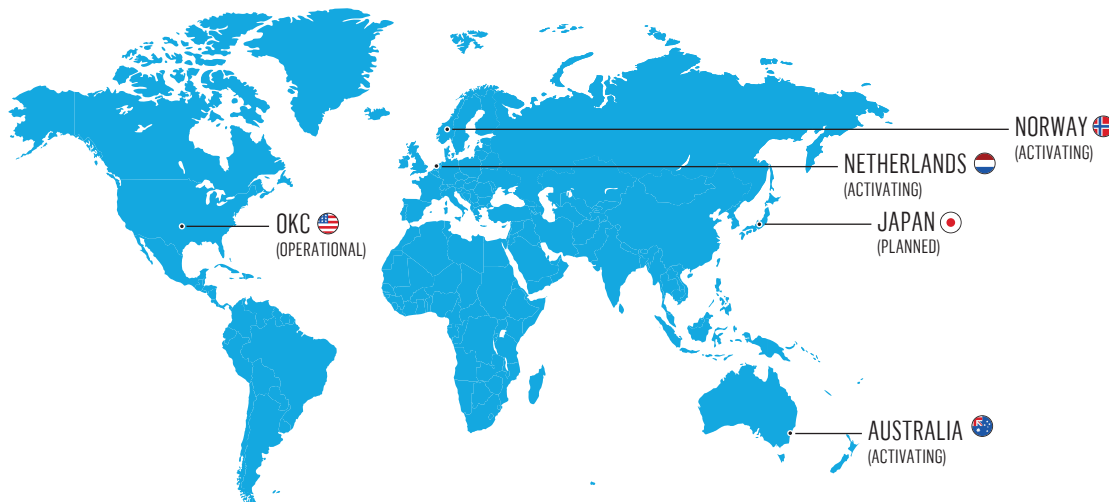 NORWAY
(ACTIVATING)
NETHERLANDS
(ACTIVATING)
OKC
(OPERATIONAL)
JAPAN
(PLANNED)
AUSTRALIA
(ACTIVATING)